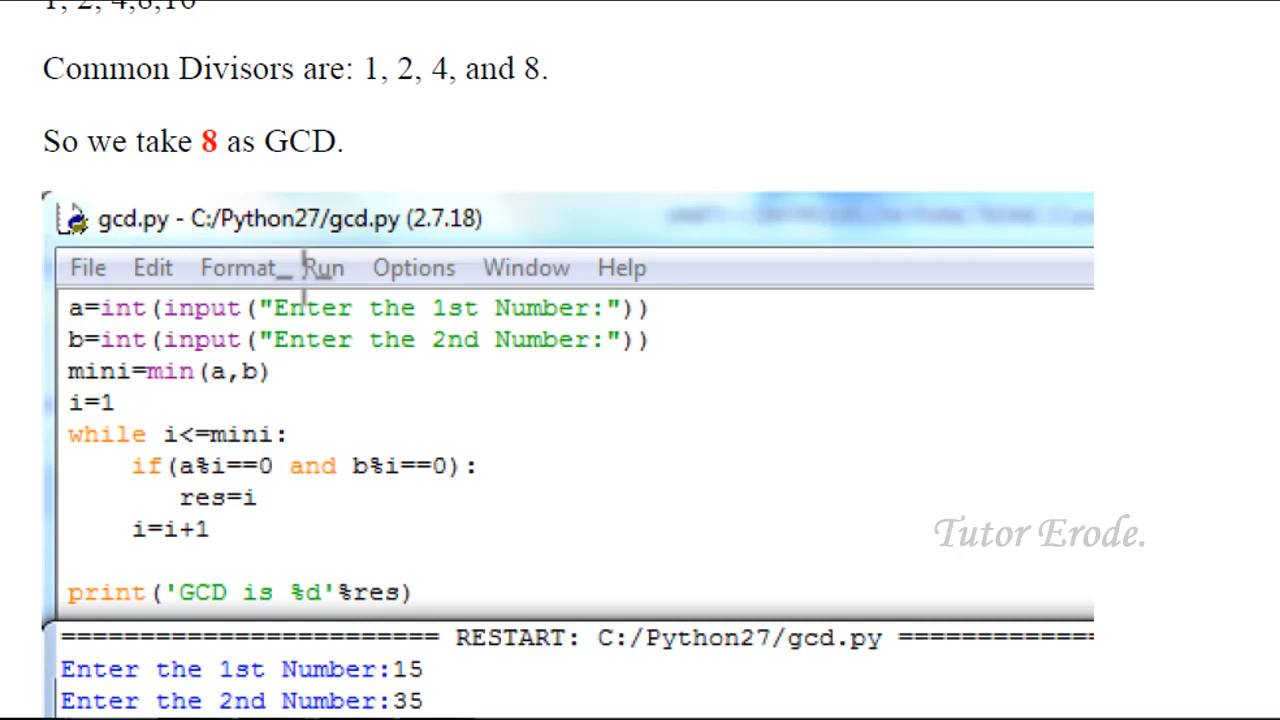 Common Divisors are: 1, 2, 4, and 8.
So we take 8 as GCD.
gcd.py - C:/Python27/gcd.py (2.7.18)
File Edit Format Run Options Window Help
a=int(input("Enter the 1st Number:"))
b=int(input("Enter the 2nd Number:"))
mini=min(a,b)
i=1
while i<=mini:
    if(a%i==0 and b%i==0):
       res=i
    i=i+1
Tutor Erode.
print('GCD is %d'%res)
======================== RESTART: C:/Python27/gcd.py =============
Enter the 1st Number:15
Enter the 2nd Number:35